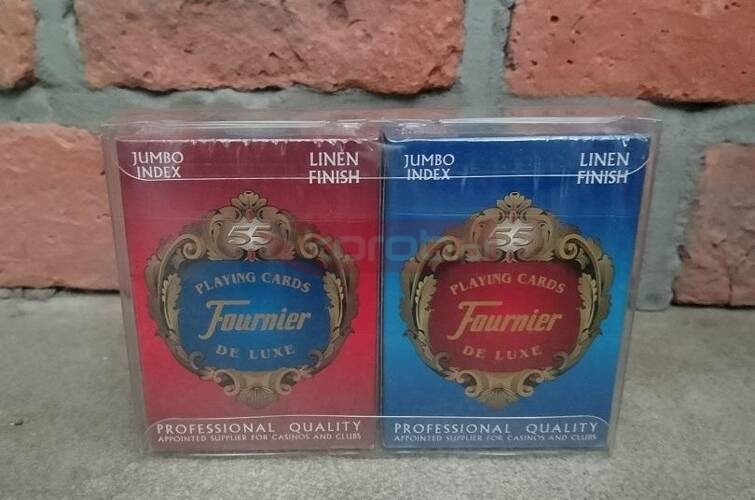 JUMBO
INDEX
LINEN
FINISH
55
PLAYING CARDS
Fournier
DE LUXE
PROFESSIONAL QUALITY
APPOINTED SUPPLIER FOR CASINOS AND CLUBS
JUMBO
INDEX
LINEN
FINISH
55
PLAYING CARDS
Fournier
DE LUXE
PROFESSIONAL QUALITY
APPOINTED SUPPLIER FOR CASINOS AND CLUBS